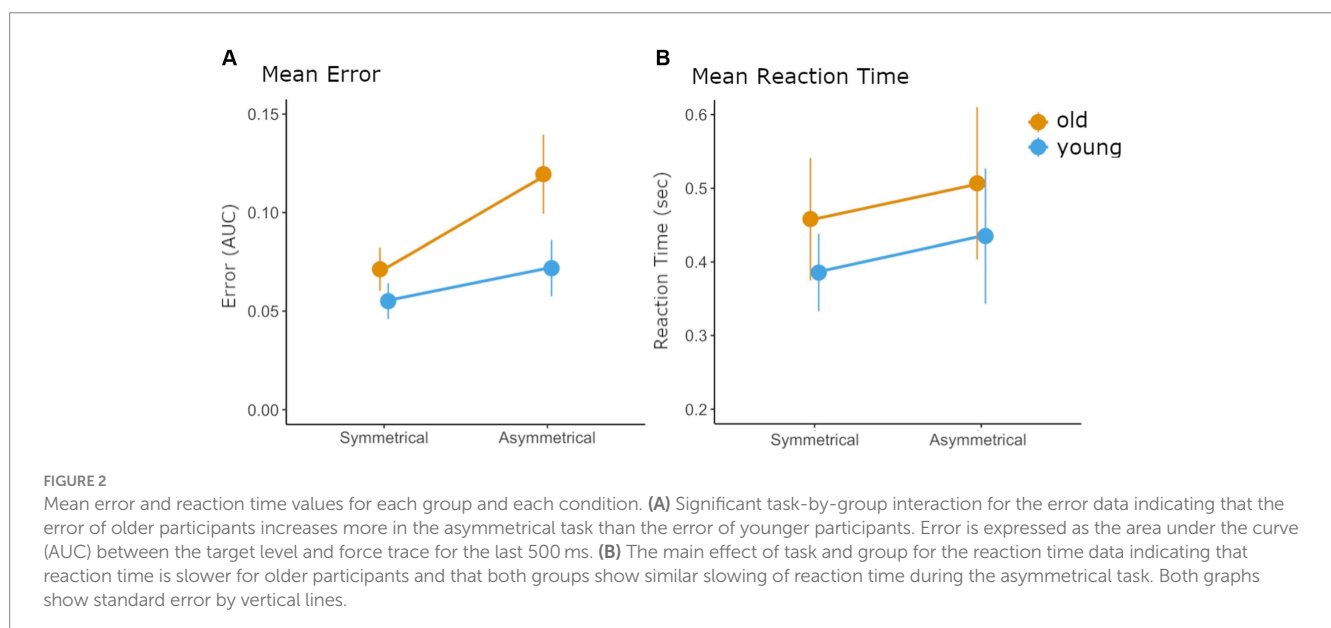 A
Mean Error
0.15
0.10
0.05
0.00
Error (AUC)
Symmetrical
Asymmetrical
B
Mean Reaction Time
0.6
0.5
0.4
0.3
0.2
Reaction Time (sec)
Symmetrical
Asymmetrical
old
young
FIGURE 2
Mean error and reaction time values for each group and each condition. (A) Significant task-by-group interaction for the error data indicating that the
error of older participants increases more in the asymmetrical task than the error of younger participants. Error is expressed as the area under the curve
(AUC) between the target level and force trace for the last 500 ms. (B) The main effect of task and group for the reaction time data indicating that
reaction time is slower for older participants and that both groups show similar slowing of reaction time during the asymmetrical task. Both graphs
show standard error by vertical lines.